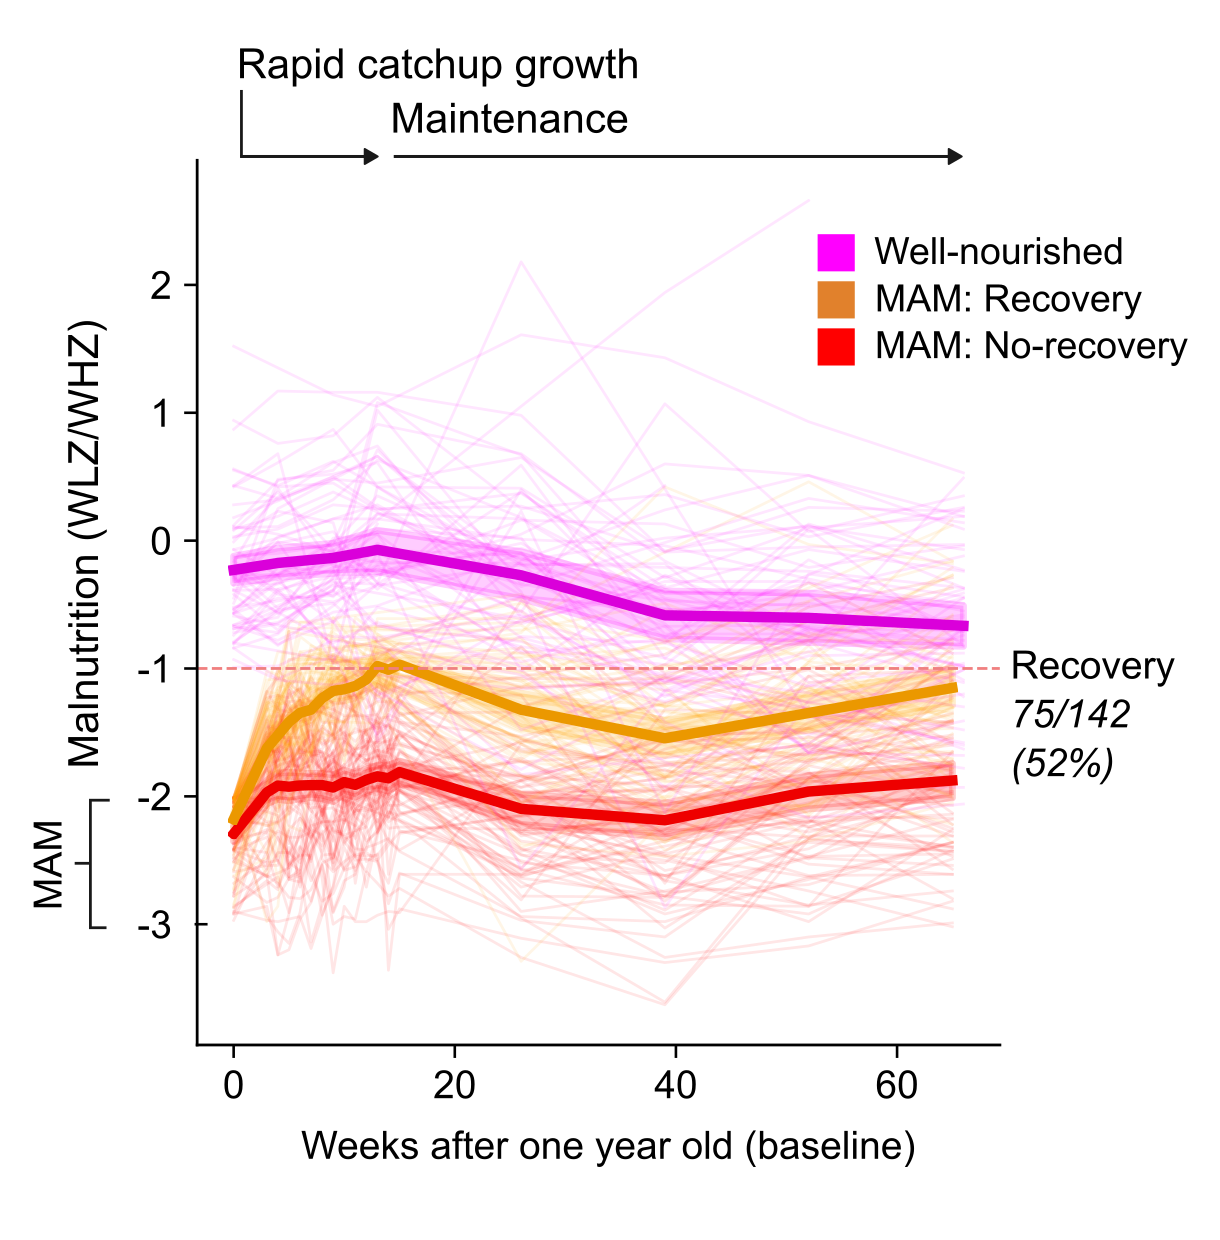 Rapid catchup growth
Maintenance
Well-nourished
MAM: Recovery
MAM: No-recovery
Malnutrition (WLZ/WHZ)
2
1
0
-1
-2
-3
MAM
Recovery
75/142
(52%)
0 20 40 60
Weeks after one year old (baseline)